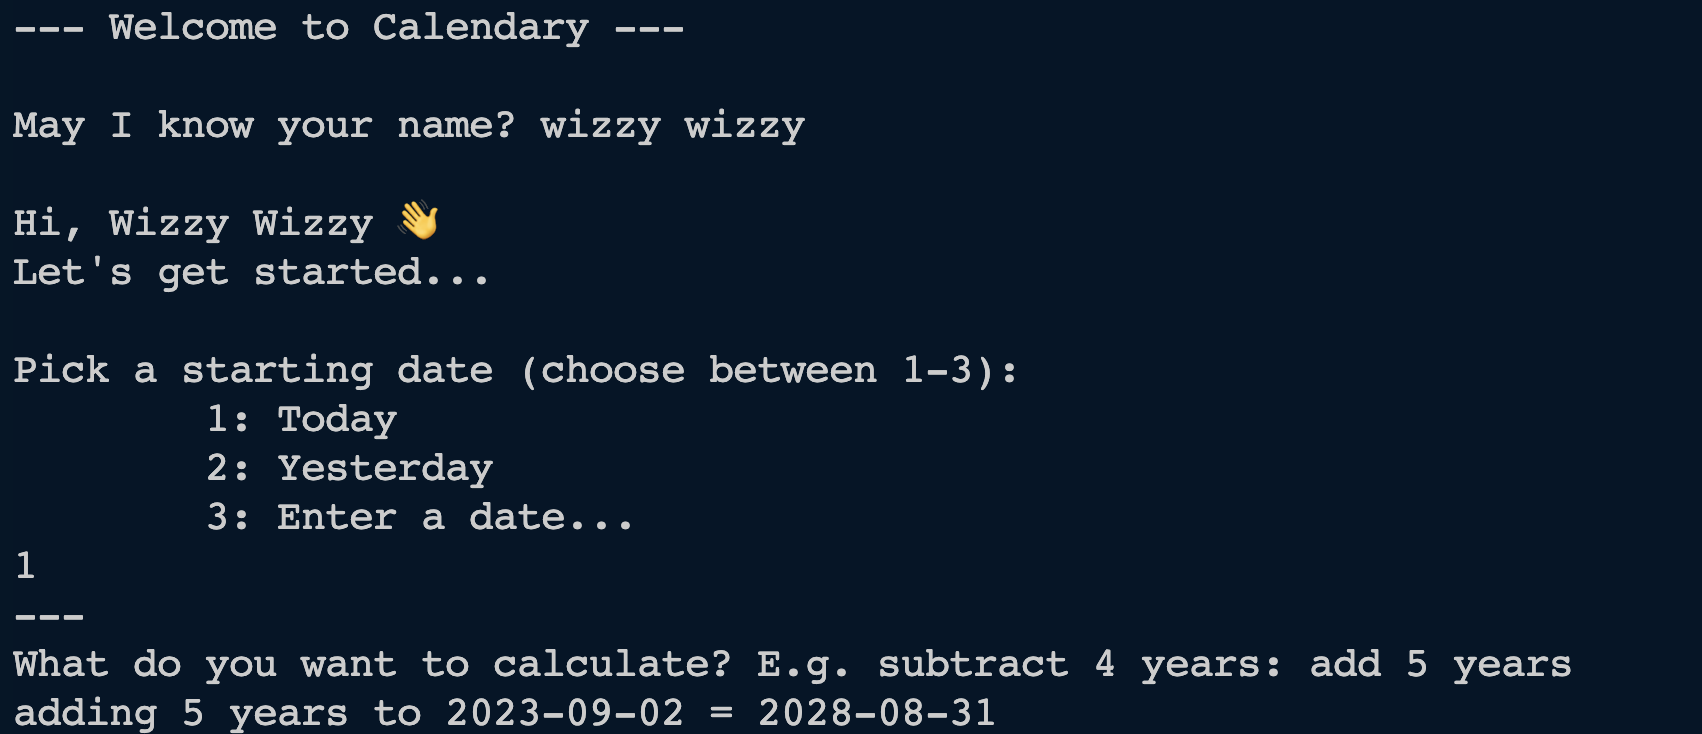 --- Welcome to Calendary ---
May I know your name? wizzy wizzy
Hi, Wizzy Wizzy 👋
Let's get started...
Pick a starting date (choose between 1-3):
1: Today
2: Yesterday
3: Enter a date...
1
---
What do you want to calculate? E.g. subtract 4 years: add 5 years
adding 5 years to 2023-09-02 = 2028-08-31